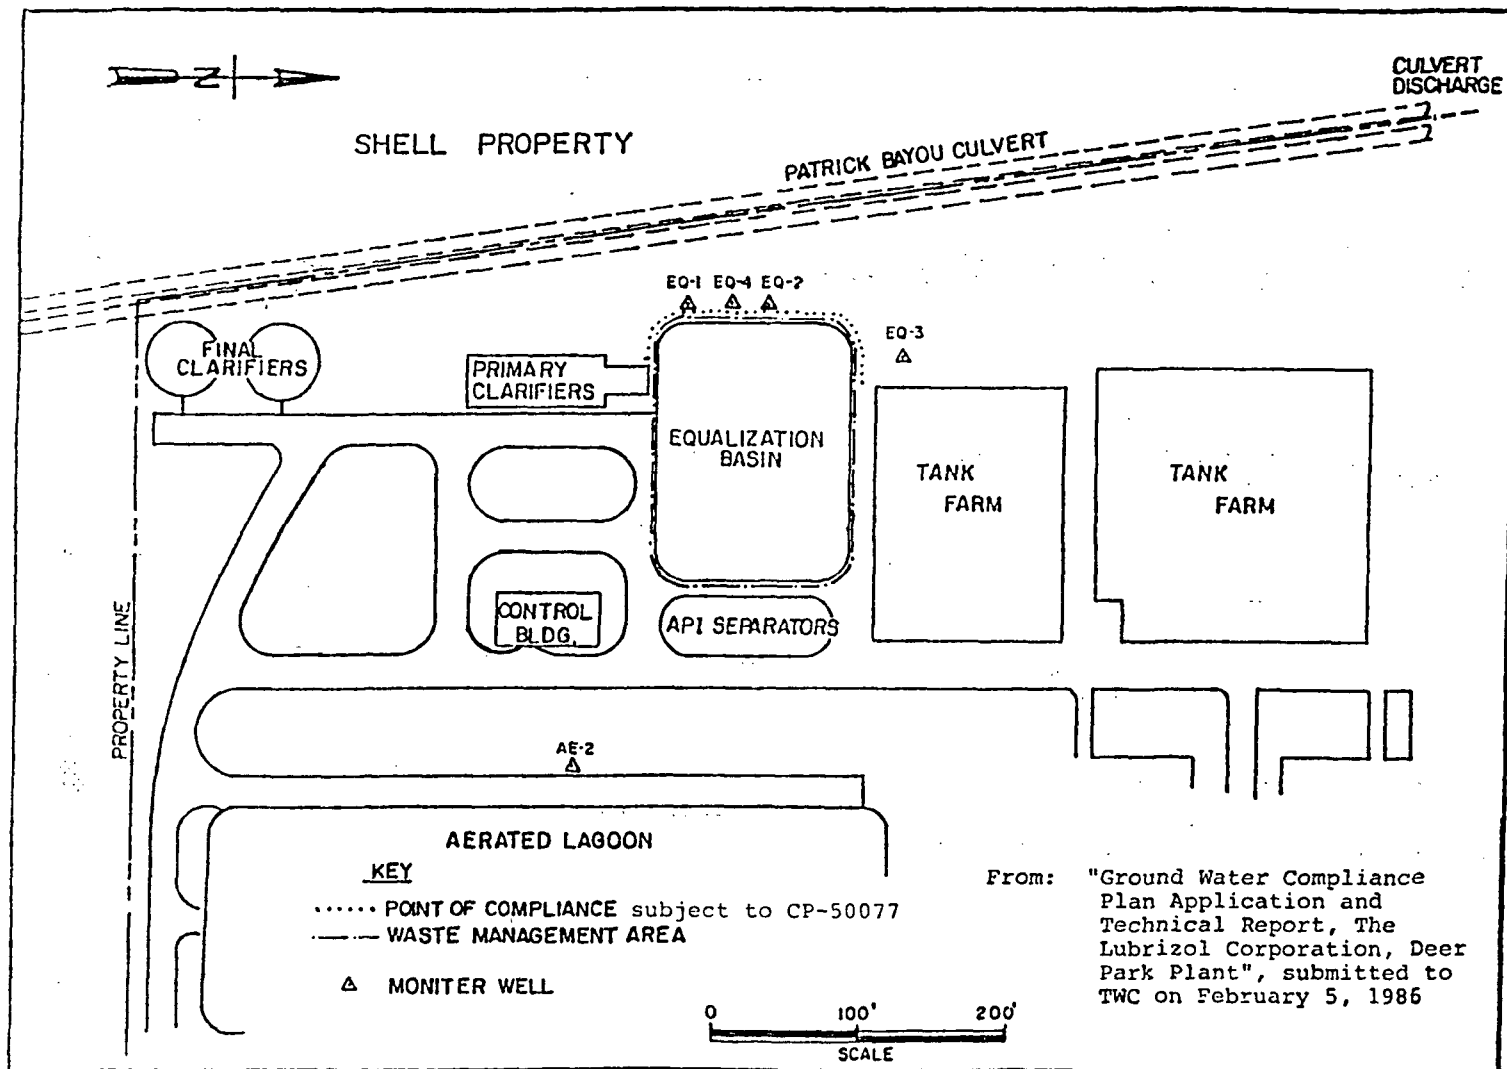 N
CULVERT
DISCHARGE
SHELL PROPERTY
PATRICK BAYOU CULVERT
EQ-1 EQ-4 EQ-2
EQ-3
FINAL
CLARIFIERS
PRIMARY
CLARIFIERS
EQUALIZATION
BASIN
TANK
FARM
TANK
FARM
CONTROL
BLDG.
API SEPARATORS
PROPERTY LINE
AE-2
AERATED LAGOON
KEY
POINT OF COMPLIANCE subject to CP-50077
WASTE MANAGEMENT AREA
MONITER WELL
From: "Ground Water Compliance
Plan Application and
Technical Report, The
Lubrizol Corporation, Deer
Park Plant", submitted to
TWC on February 5, 1986
0 100' 200'
SCALE